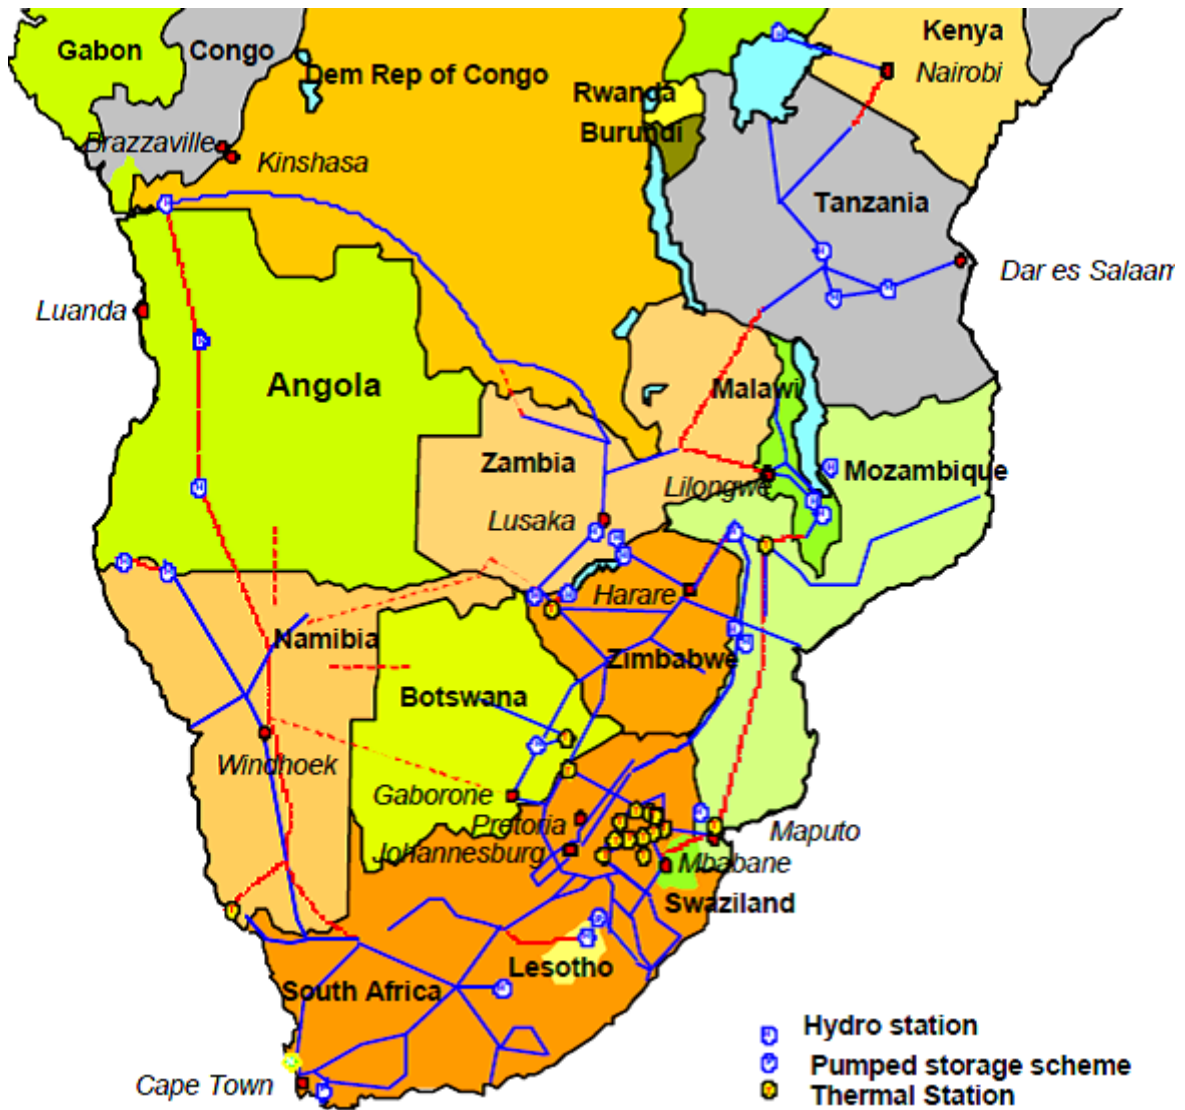 Kenya
Gabon
Congo
Dem Rep of Congo
Nairobi
Rwanda
Burundi
Brazzaville
Kinshasa
Tanzania
Dar es Salaam
Luanda
Angola
Malawi
Zambia
Mozambique
Lilongwe
Lusaka
Harare
Namibia
Zimbabwe
Botswana
Windhoek
Gaborone
Pretoria
Maputo
Johannesburg
Mbabane
Swaziland
Lesotho
South Africa
Hydro station
Pumped storage scheme
Cape Town
Thermal Station